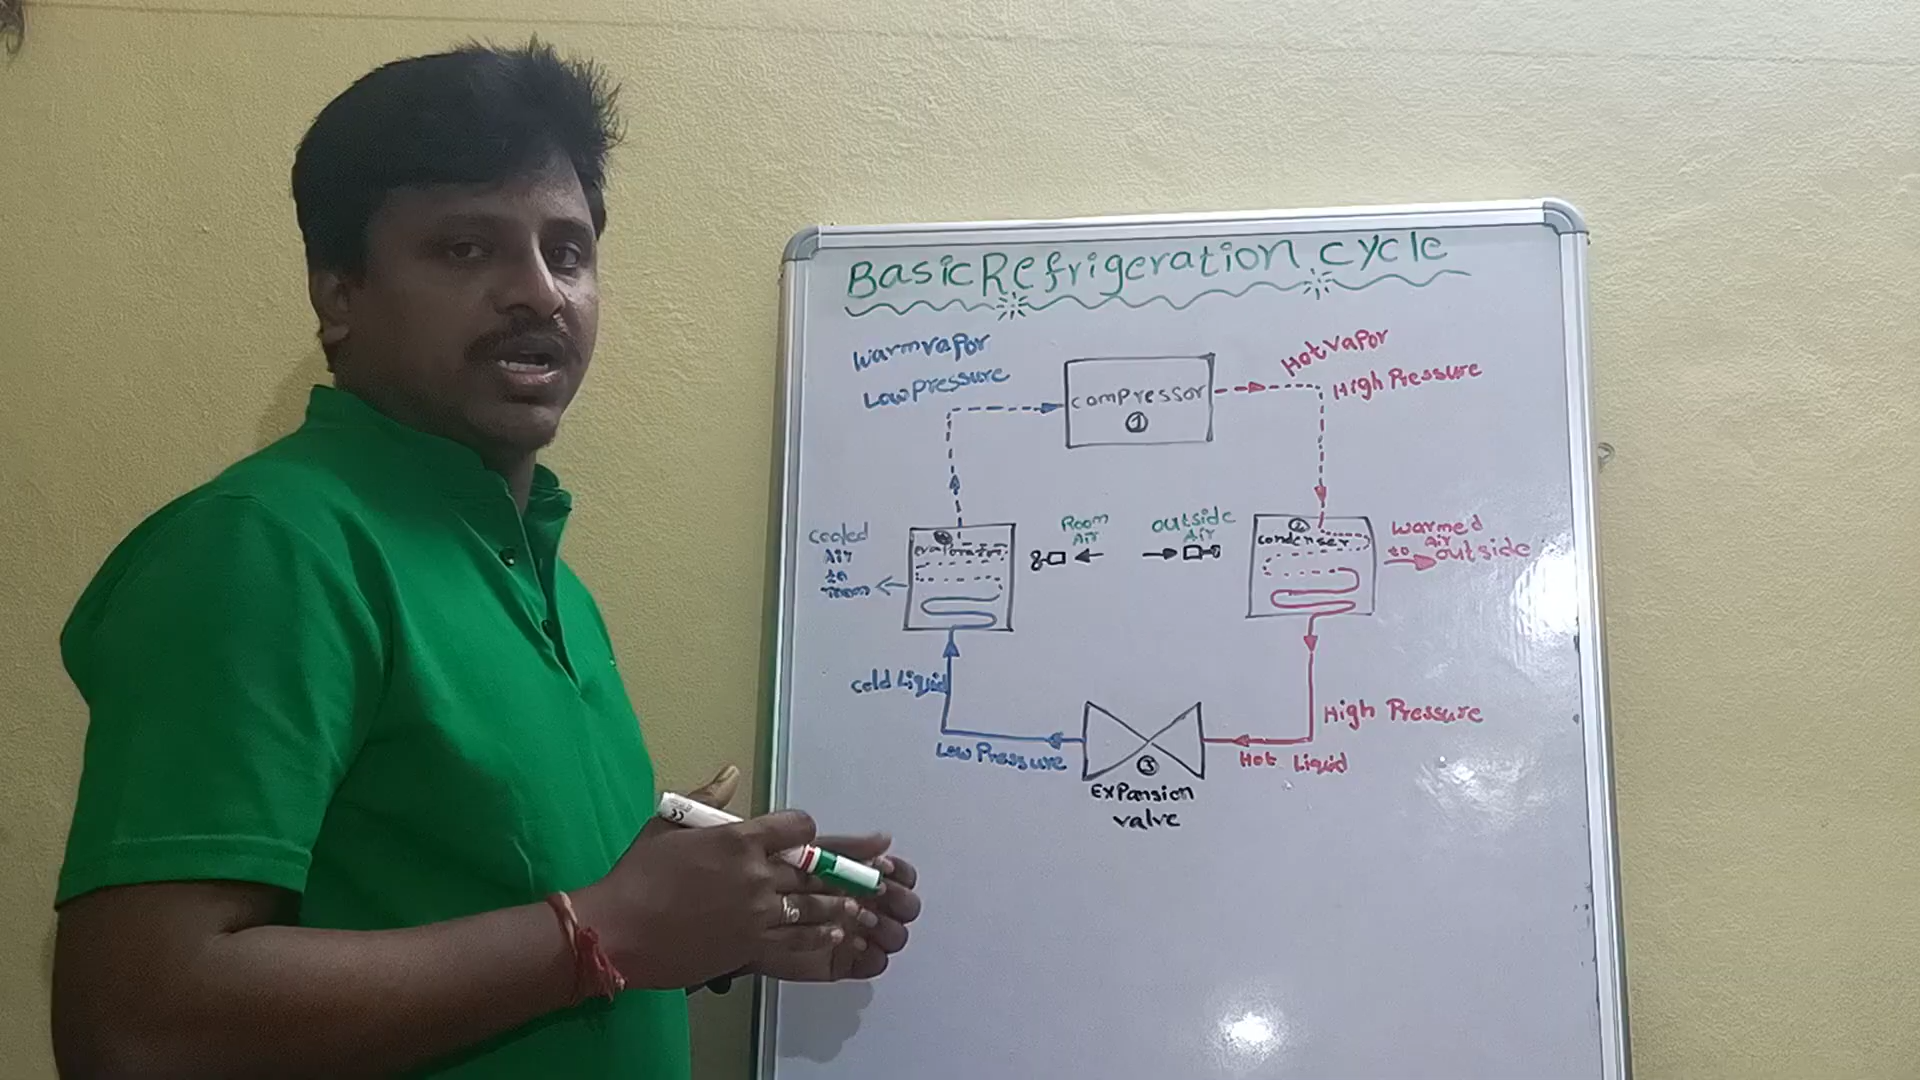 Basic Refrigeration cycle
Warm vapor
Low Pressure
compressor
1
Hot vapor
High Pressure
cooled
Air
to
room
4
evaporator
Room
Air
outside
Air
2
condenser
warmed
Air
to outside
cold Liquid
Low Pressure
3
Expansion
valve
High Pressure
Hot Liquid